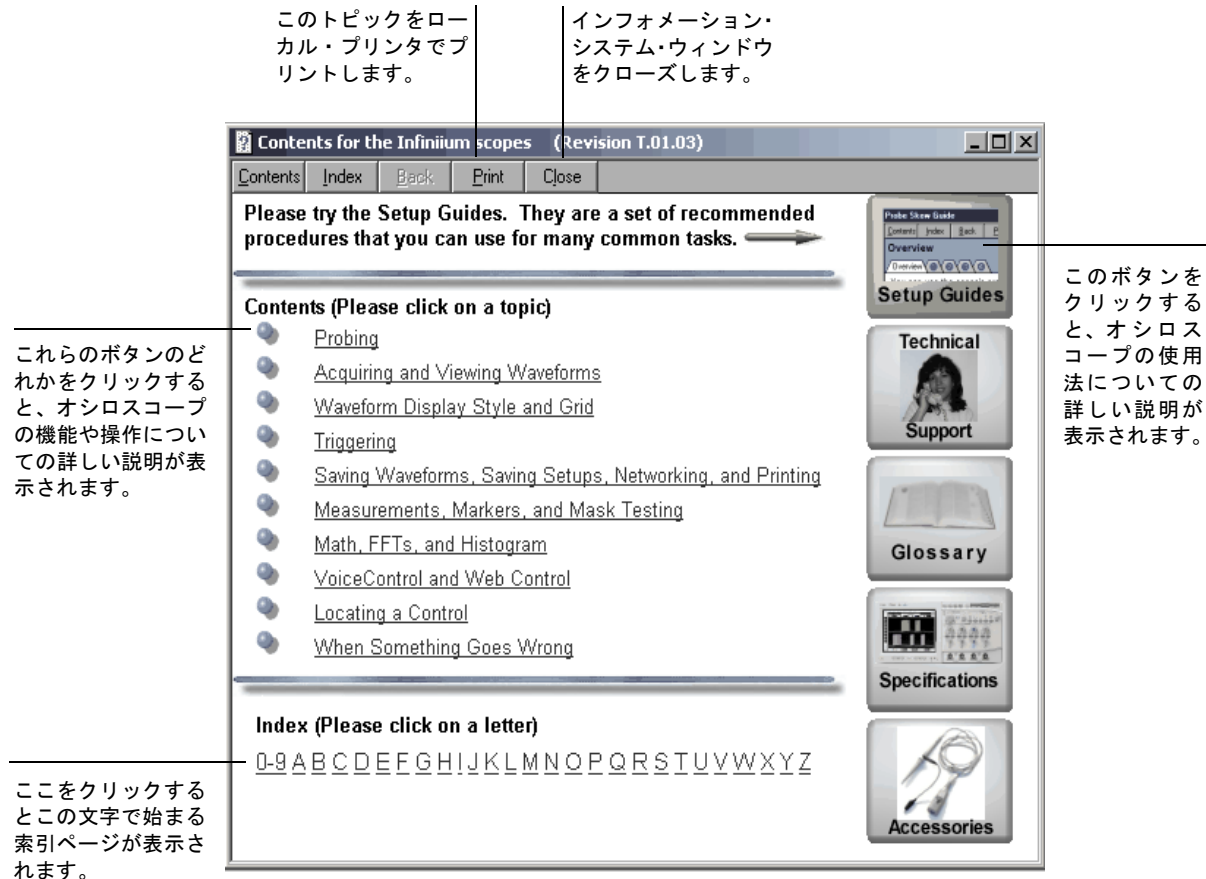 このトピックをロー
カル・プリンタでプ
リントします。
インフォメーション・
システム・ウィンドウ
をクローズします。
Contents for the Infiniium scopes (Revision T.01.03)
Contents Index Back Print Close
Please try the Setup Guides. They are a set of recommended
procedures that you can use for many common tasks.
Contents (Please click on a topic)
Probing
Acquiring and Viewing Waveforms
Waveform Display Style and Grid
Triggering
Saving Waveforms, Saving Setups, Networking, and Printing
Measurements, Markers, and Mask Testing
Math, FFTs, and Histogram
VoiceControl and Web Control
Locating a Control
When Something Goes Wrong
Index (Please click on a letter)
0-9 A B C D E F G H I J K L M N O P Q R S T U V W X Y Z
Probe Skew Guide
Contents Index Back
Overview
Overview
Setup Guides
Technical
Support
Glossary
Specifications
Accessories
これらのボタンのど
れかをクリックする
と、オシロスコープ
の機能や操作につい
ての詳しい説明が表
示されます。
ここをクリックする
とこの文字で始まる
索引ページが表示さ
れます。
このボタンを
クリックする
と、オシロス
コープの使用
法についての
詳しい説明が
表示されます。